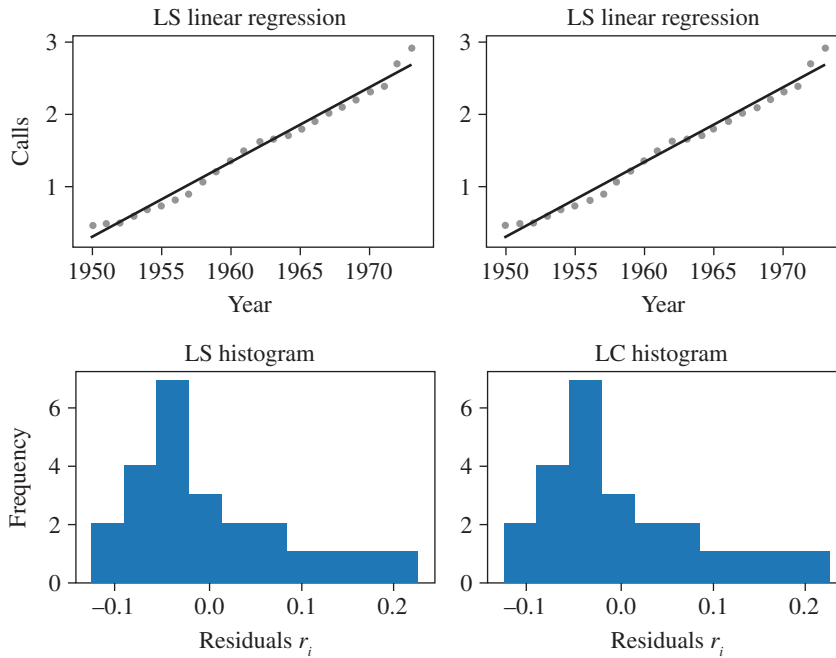 LS linear regression
3
2
1
Calls
1950 1955 1960 1965 1970
Year
LS linear regression
3
2
1
1950 1955 1960 1965 1970
Year
LS histogram
6
4
2
0
Frequency
–0.1 0.0 0.1 0.2
Residuals rᵢ
LC histogram
6
4
2
0
–0.1 0.0 0.1 0.2
Residuals rᵢ